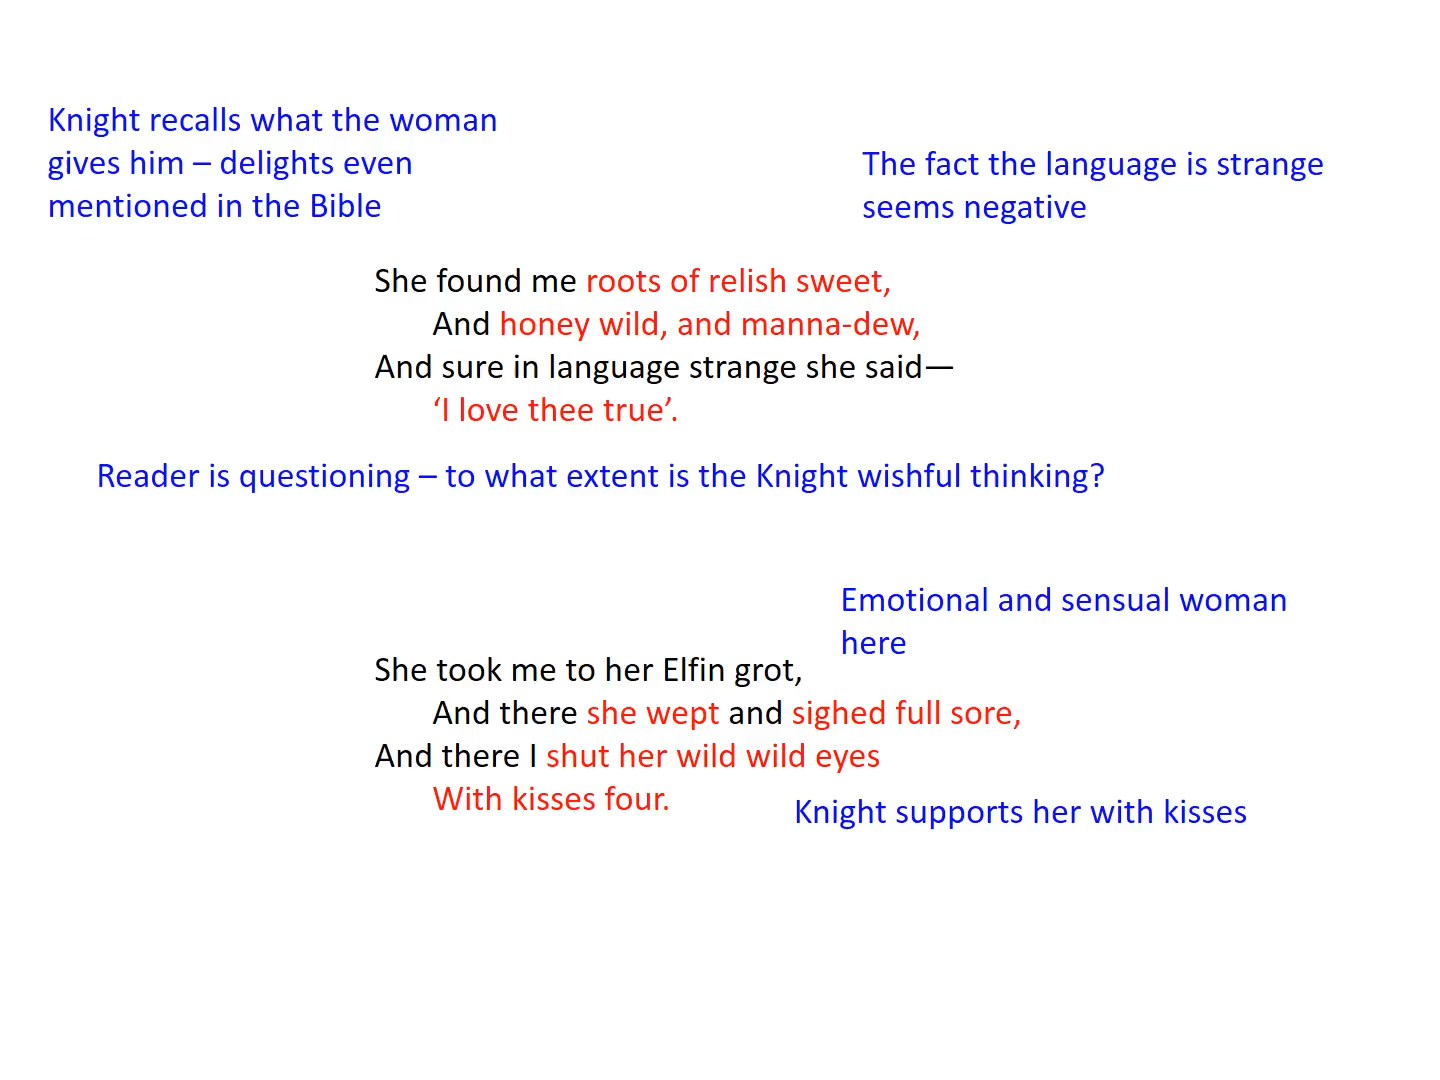 Knight recalls what the woman
gives him – delights even
mentioned in the Bible
The fact the language is strange
seems negative
She found me roots of relish sweet,
And honey wild, and manna-dew,
And sure in language strange she said—
‘I love thee true’.
Reader is questioning – to what extent is the Knight wishful thinking?
Emotional and sensual woman
here
She took me to her Elfin grot,
And there she wept and sighed full sore,
And there I shut her wild wild eyes
With kisses four.
Knight supports her with kisses